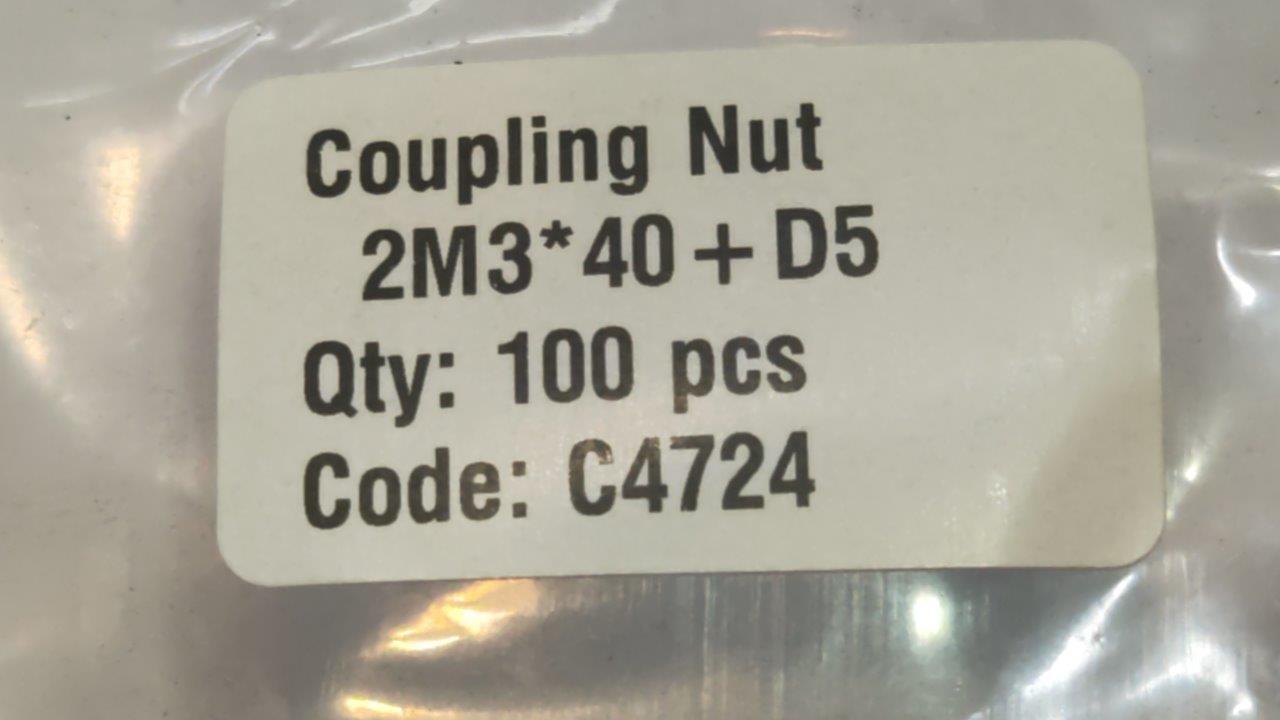 Coupling Nut
2M3*40+D5
Qty: 100 pcs
Code: C4724